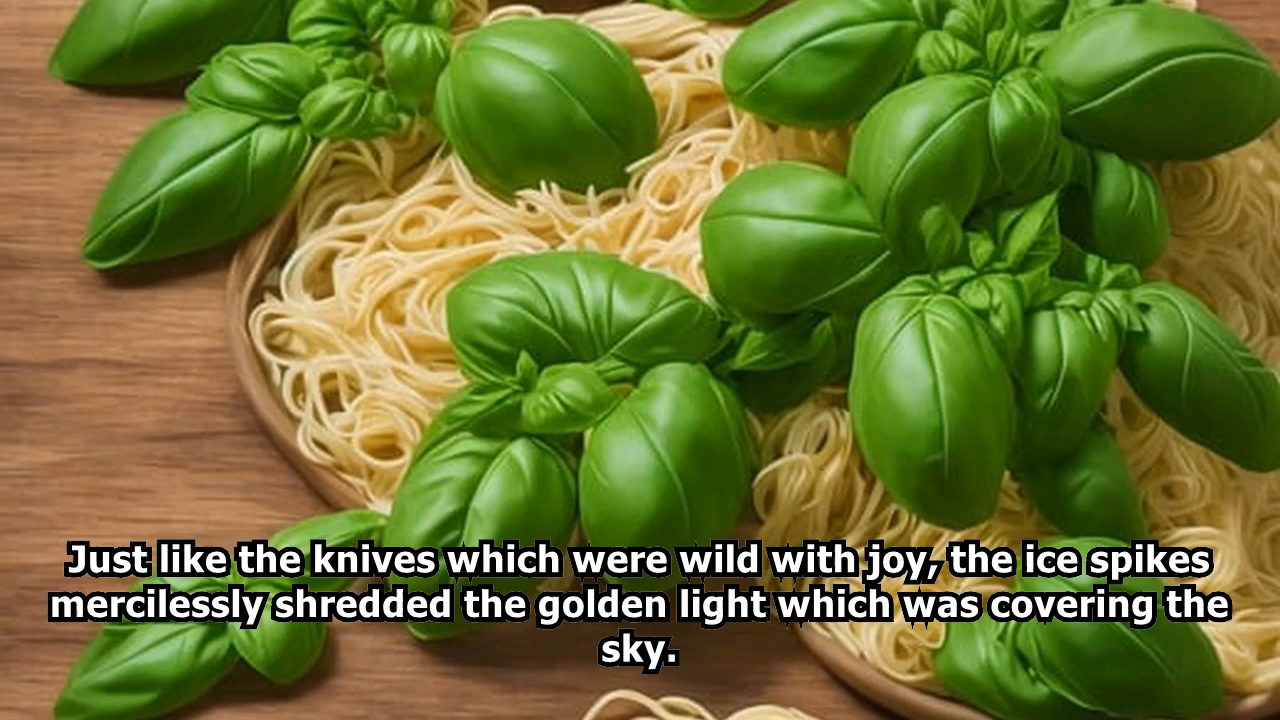 Just like the knives which were wild with joy, the ice spikes
mercilessly shredded the golden light which was covering the
sky.